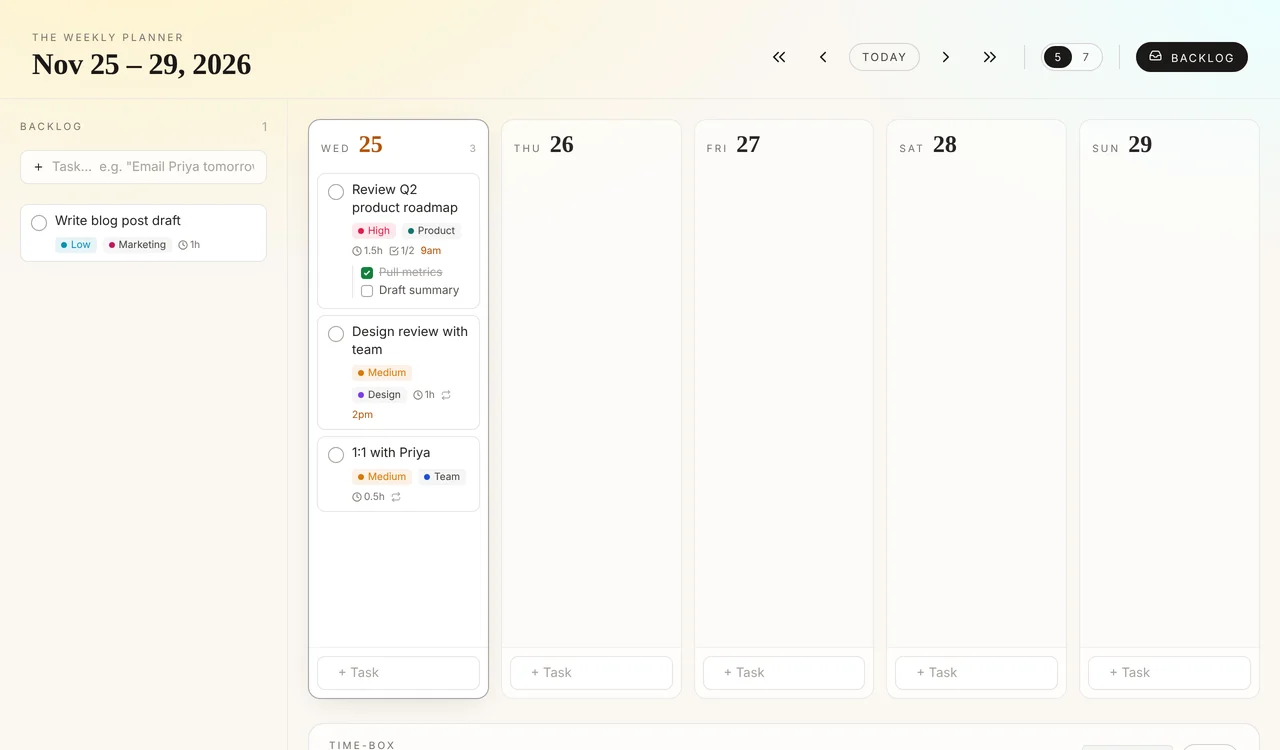 THE WEEKLY PLANNER
Nov 25 – 29, 2026
TODAY
5 7
BACKLOG
BACKLOG 1
+ Task... e.g. "Email Priya tomorrow
Write blog post draft
Low Marketing 1h
WED 25 3
Review Q2
product roadmap
High Product
1.5h 1/2 9am
Pull metrics
Draft summary
Design review with
team
Medium
Design 1h
2pm
1:1 with Priya
Medium Team
0.5h
+ Task
THU 26
+ Task
FRI 27
+ Task
SAT 28
+ Task
SUN 29
+ Task
TIME-BOX